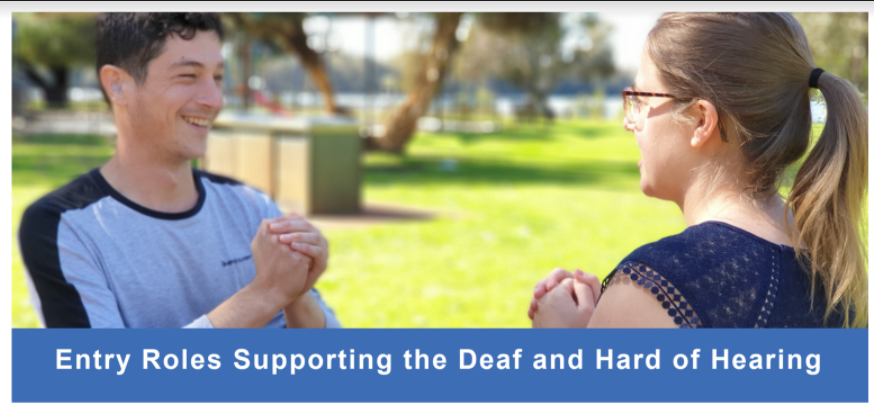 Entry Roles Supporting the Deaf and Hard of Hearing